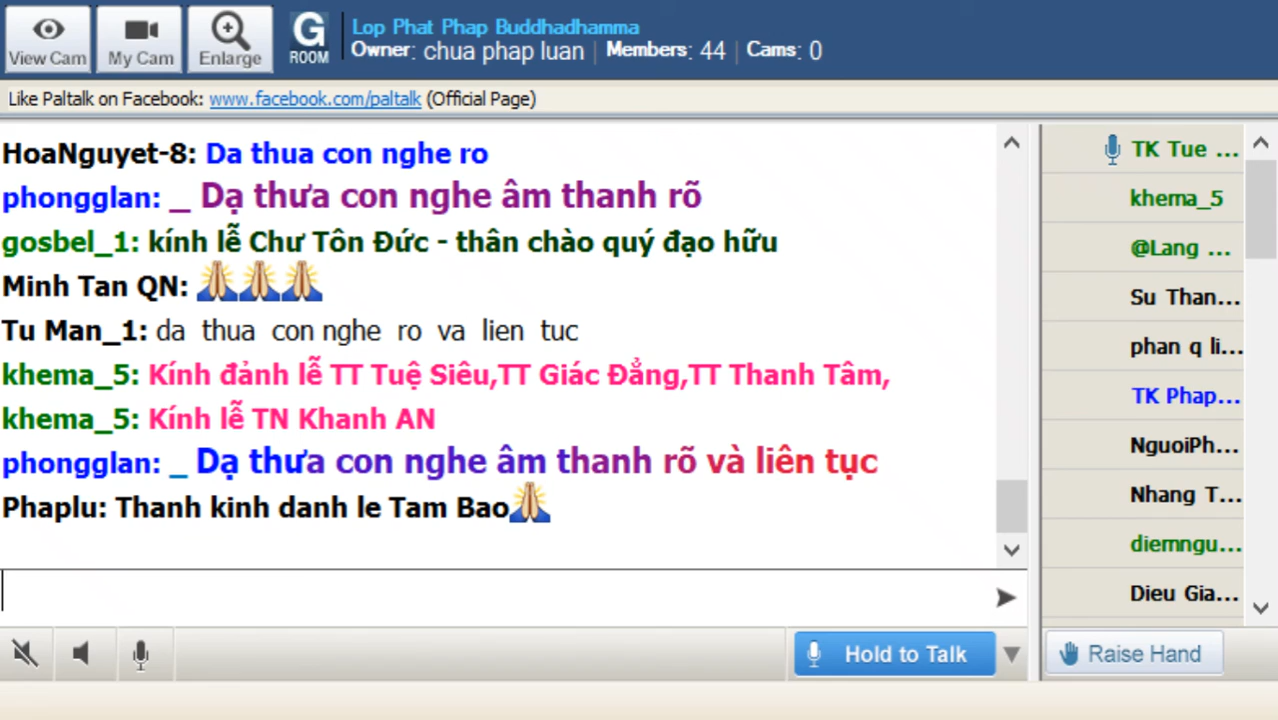 View Cam
My Cam
Enlarge
G
ROOM
Lop Phat Phap Buddhadhamma
Owner: chua phap luan | Members: 44 | Cams: 0
Like Paltalk on Facebook: www.facebook.com/paltalk (Official Page)
HoaNguyet-8: Da thua con nghe ro
phongglan: _ Dạ thưa con nghe âm thanh rõ
gosbel_1: kính lễ Chư Tôn Đức - thân chào quý đạo hữu
Minh Tan QN: 🙏🙏🙏
Tu Man_1: da thua con nghe ro va lien tuc
khema_5: Kính đảnh lễ TT Tuệ Siêu,TT Giác Đẳng,TT Thanh Tâm,
khema_5: Kính lễ TN Khanh AN
phongglan: _ Dạ thưa con nghe âm thanh rõ và liên tục
Phaplu: Thanh kinh danh le Tam Bao🙏
TK Tue ...
khema_5
@Lang ...
Su Than...
phan q li...
TK Phap...
NguoiPh...
Nhang T...
diemngu...
Dieu Gia...
Hold to Talk
Raise Hand